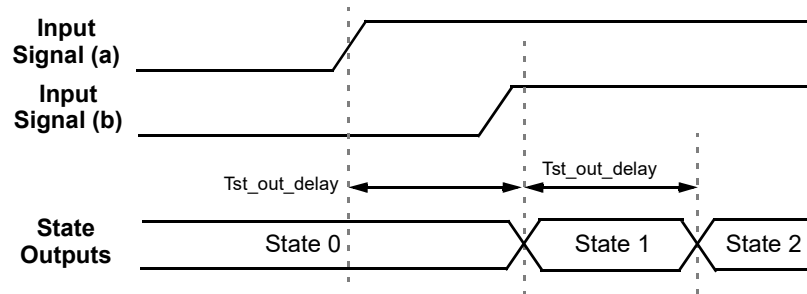 Input
Signal (a)
Input
Signal (b)
Tst_out_delay
Tst_out_delay
State
Outputs
State 0
State 1
State 2